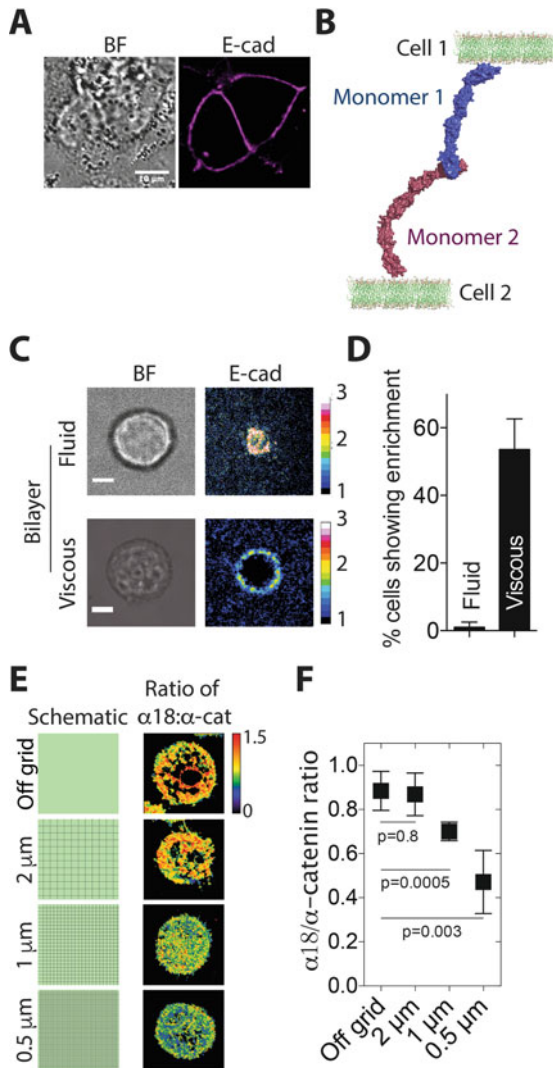 A
BF
E-cad
10 μm
B
Cell 1
Monomer 1
Monomer 2
Cell 2
C
BF
E-cad
Bilayer
Fluid
3
2
1
Viscous
3
2
1
D
% cells showing enrichment
60
40
20
0
Fluid
Viscous
E
Schematic
Ratio of
α18:α-cat
Off grid
1.5
0
2 μm
1 μm
0.5 μm
F
α18/α–catenin ratio
1.0
0.8
0.6
0.4
0.2
0.0
p=0.8
p=0.0005
p=0.003
Off grid
2 μm
1 μm
0.5 μm